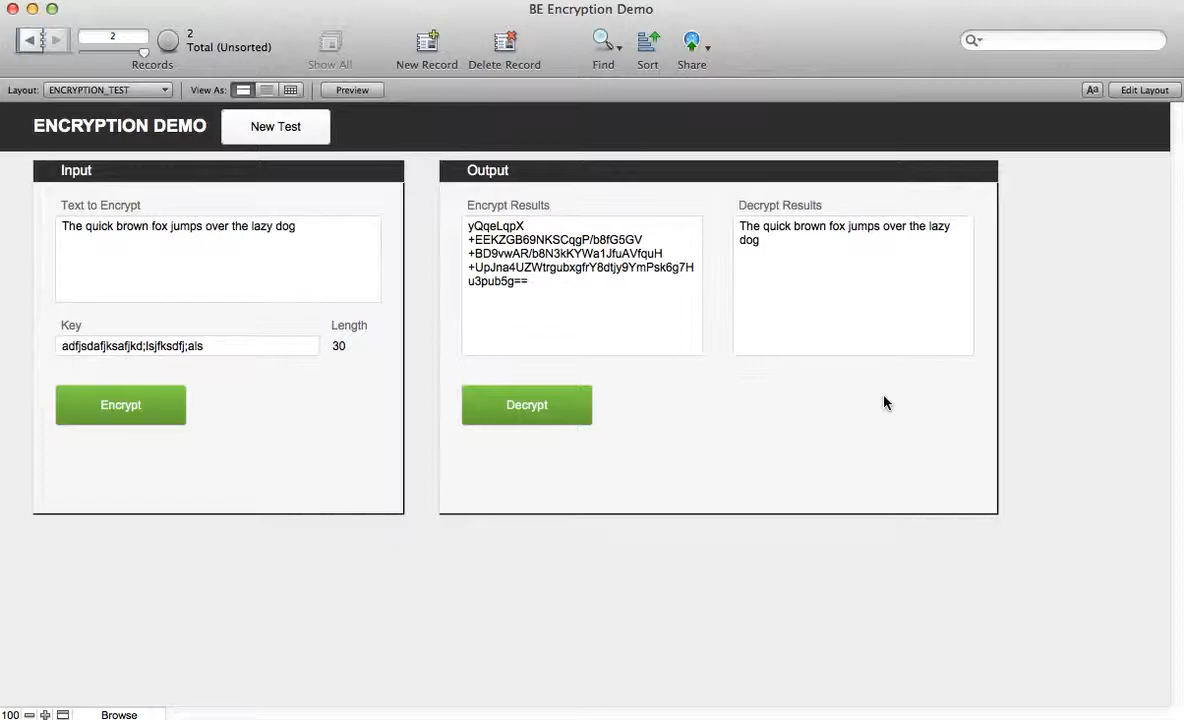 BE Encryption Demo
2
2
Total (Unsorted)
Records
Show All
New Record
Delete Record
Find
Sort
Share
Layout:
ENCRYPTION_TEST
View As:
Preview
Aa
Edit Layout
ENCRYPTION DEMO
New Test
Input
Output
Text to Encrypt
The quick brown fox jumps over the lazy dog
Key
Length
adfjsdafjksafjkd;lsjfksdfj;als
30
Encrypt
Encrypt Results
yQqeLqpX
+EEKZGB69NKSCqgP/b8fG5GV
+BD9vwAR/b8N3kKYWa1JfuAVfquH
+UpJna4UZWtrgubxgfrY8dtjy9YmPsk6g7H
u3pub5g==
Decrypt Results
The quick brown fox jumps over the lazy
dog
Decrypt
100
Browse